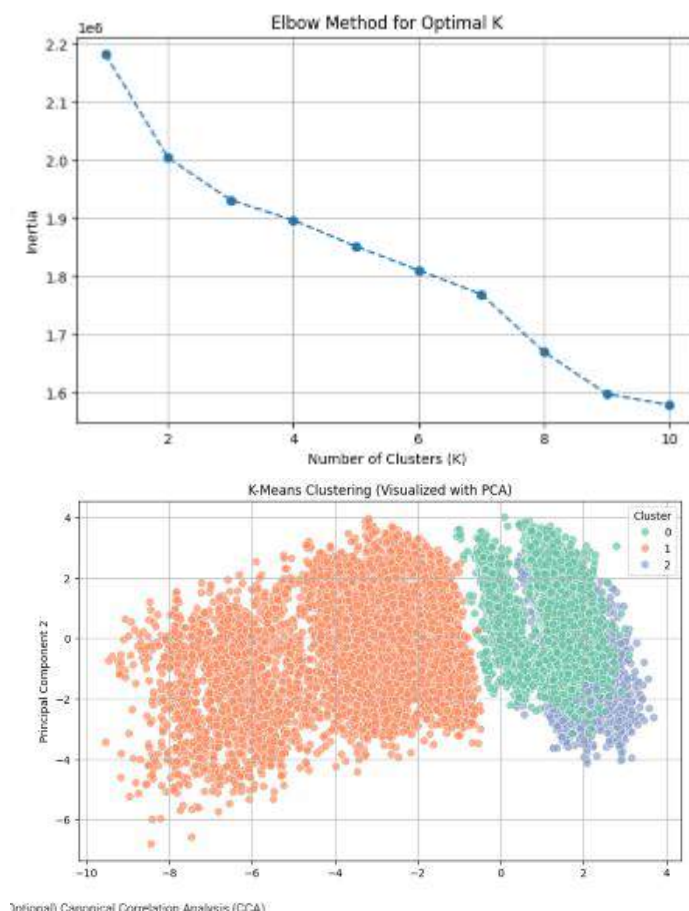 Elbow Method for Optimal K
1e6
2.2
2.1
2.0
1.9
1.8
1.7
1.6
Inertia
2 4 6 8 10
Number of Clusters (K)
K-Means Clustering (Visualized with PCA)
Cluster
0
1
2
4
2
0
−2
−4
−6
Principal Component 2
−10 −8 −6 −4 −2 0 2 4
Optional) Canonical Correlation Analysis (CCA)